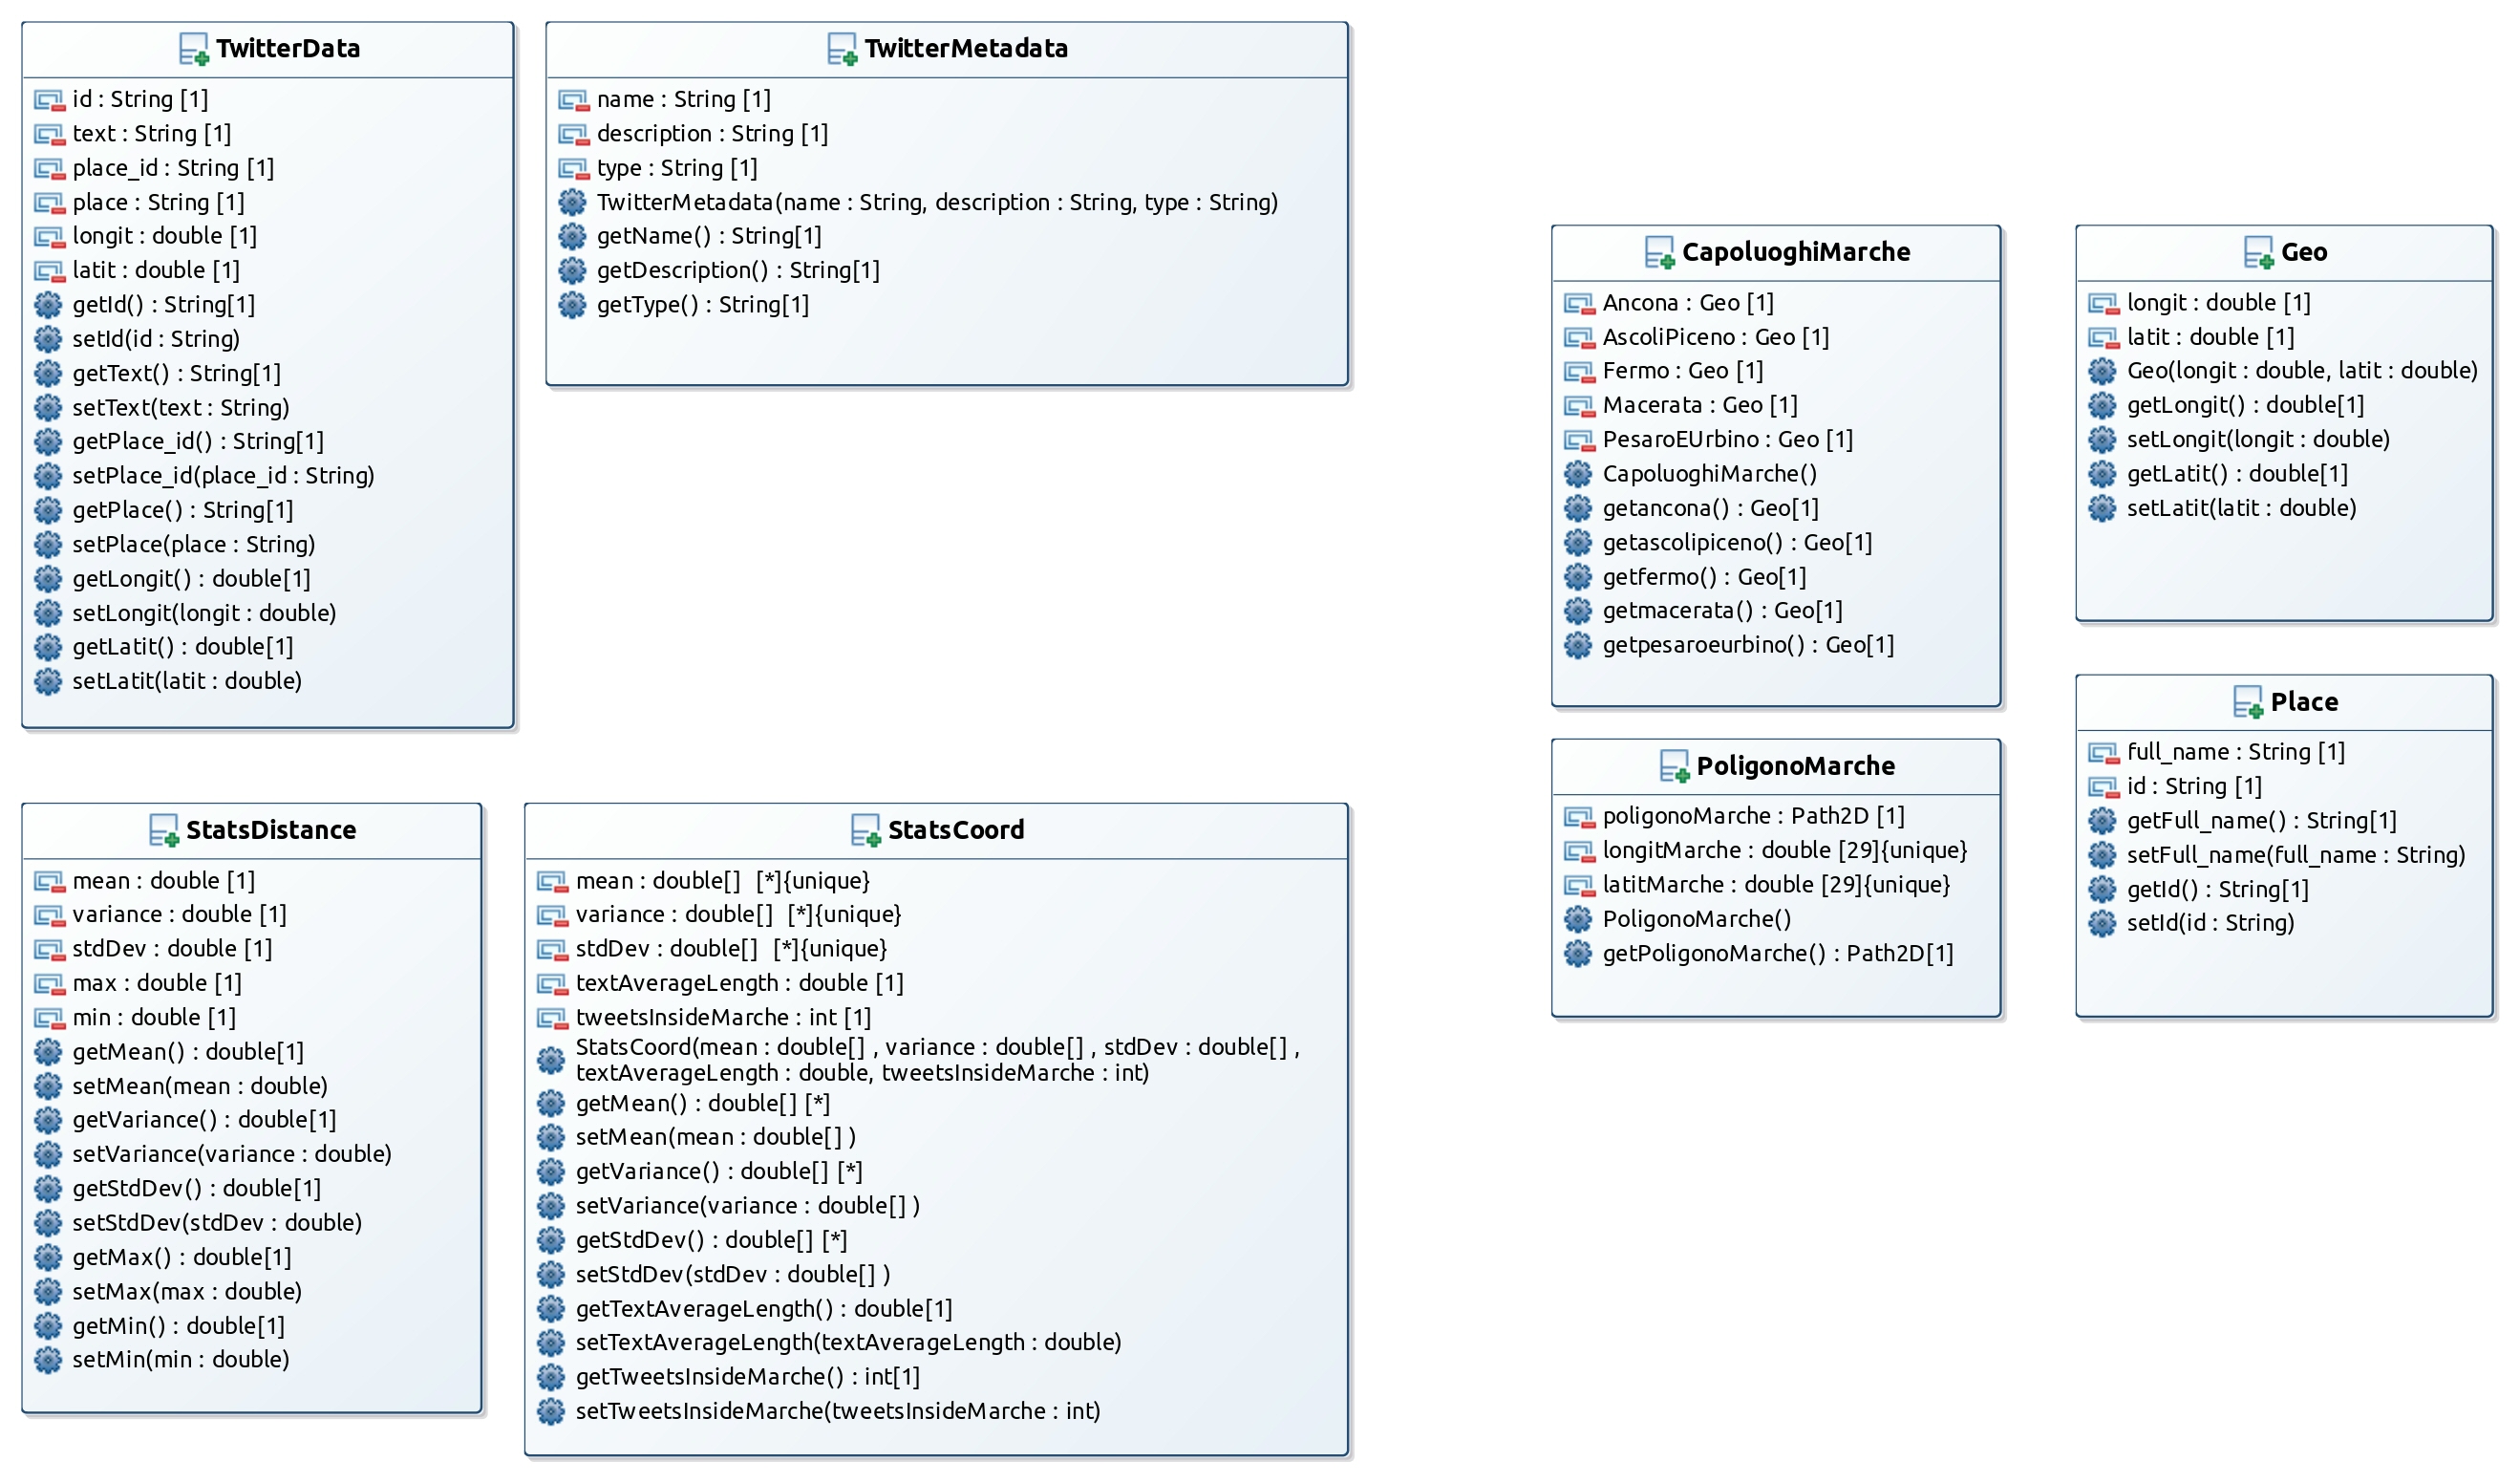 TwitterData
id : String [1]
text : String [1]
place_id : String [1]
place : String [1]
longit : double [1]
latit : double [1]
getId() : String[1]
setId(id : String)
getText() : String[1]
setText(text : String)
getPlace_id() : String[1]
setPlace_id(place_id : String)
getPlace() : String[1]
setPlace(place : String)
getLongit() : double[1]
setLongit(longit : double)
getLatit() : double[1]
setLatit(latit : double)
TwitterMetadata
name : String [1]
description : String [1]
type : String [1]
TwitterMetadata(name : String, description : String, type : String)
getName() : String[1]
getDescription() : String[1]
getType() : String[1]
CapoluoghiMarche
Ancona : Geo [1]
AscoliPiceno : Geo [1]
Fermo : Geo [1]
Macerata : Geo [1]
PesaroEUrbino : Geo [1]
CapoluoghiMarche()
getancona() : Geo[1]
getascolipiceno() : Geo[1]
getfermo() : Geo[1]
getmacerata() : Geo[1]
getpesaroeurbino() : Geo[1]
Geo
longit : double [1]
latit : double [1]
Geo(longit : double, latit : double)
getLongit() : double[1]
setLongit(longit : double)
getLatit() : double[1]
setLatit(latit : double)
StatsDistance
mean : double [1]
variance : double [1]
stdDev : double [1]
max : double [1]
min : double [1]
getMean() : double[1]
setMean(mean : double)
getVariance() : double[1]
setVariance(variance : double)
getStdDev() : double[1]
setStdDev(stdDev : double)
getMax() : double[1]
setMax(max : double)
getMin() : double[1]
setMin(min : double)
StatsCoord
mean : double[]  [*]{unique}
variance : double[]  [*]{unique}
stdDev : double[]  [*]{unique}
textAverageLength : double [1]
tweetsInsideMarche : int [1]
StatsCoord(mean : double[] , variance : double[] , stdDev : double[] ,
textAverageLength : double, tweetsInsideMarche : int)
getMean() : double[] [*]
setMean(mean : double[] )
getVariance() : double[] [*]
setVariance(variance : double[] )
getStdDev() : double[] [*]
setStdDev(stdDev : double[] )
getTextAverageLength() : double[1]
setTextAverageLength(textAverageLength : double)
getTweetsInsideMarche() : int[1]
setTweetsInsideMarche(tweetsInsideMarche : int)
PoligonoMarche
poligonoMarche : Path2D [1]
longitMarche : double [29]{unique}
latitMarche : double [29]{unique}
PoligonoMarche()
getPoligonoMarche() : Path2D[1]
Place
full_name : String [1]
id : String [1]
getFull_name() : String[1]
setFull_name(full_name : String)
getId() : String[1]
setId(id : String)